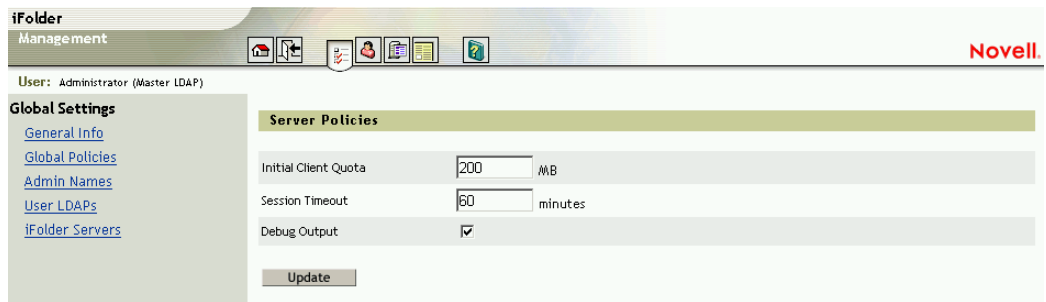 iFolder
Management
Novell.
User: Administrator (Master LDAP)
Global Settings
General Info
Global Policies
Admin Names
User LDAPs
iFolder Servers
Server Policies
Initial Client Quota 200 MB
Session Timeout 60 minutes
Debug Output
Update